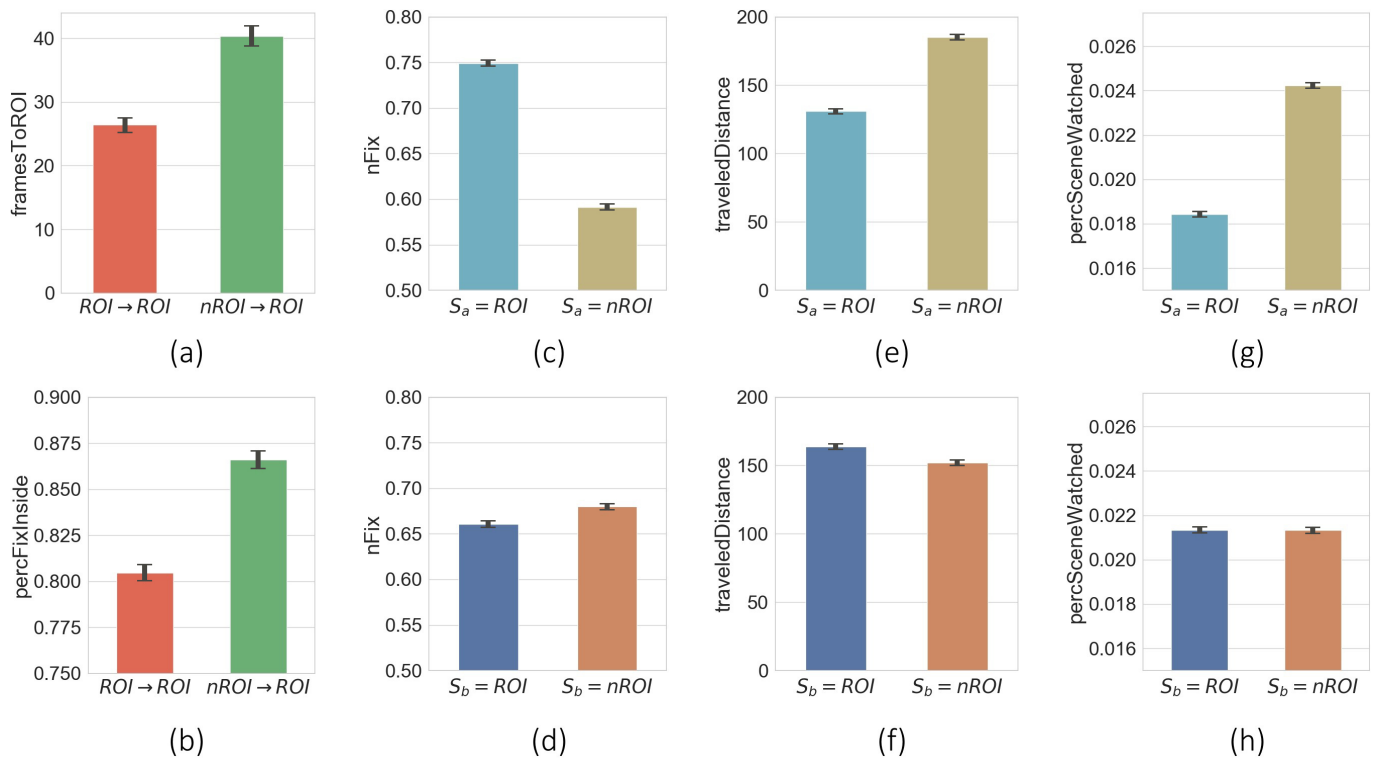 framesToROI
40
30
20
10
0
ROI → ROI
nROI → ROI
(a)
nFix
0.80
0.75
0.70
0.65
0.60
0.55
0.50
Sₐ = ROI
Sₐ = nROI
(c)
traveledDistance
200
150
100
50
0
Sₐ = ROI
Sₐ = nROI
(e)
percSceneWatched
0.026
0.024
0.022
0.020
0.018
0.016
Sₐ = ROI
Sₐ = nROI
(g)
percFixInside
0.900
0.875
0.850
0.825
0.800
0.775
0.750
ROI → ROI
nROI → ROI
(b)
nFix
0.80
0.75
0.70
0.65
0.60
0.55
0.50
S_b = ROI
S_b = nROI
(d)
traveledDistance
200
150
100
50
0
S_b = ROI
S_b = nROI
(f)
percSceneWatched
0.026
0.024
0.022
0.020
0.018
0.016
S_b = ROI
S_b = nROI
(h)